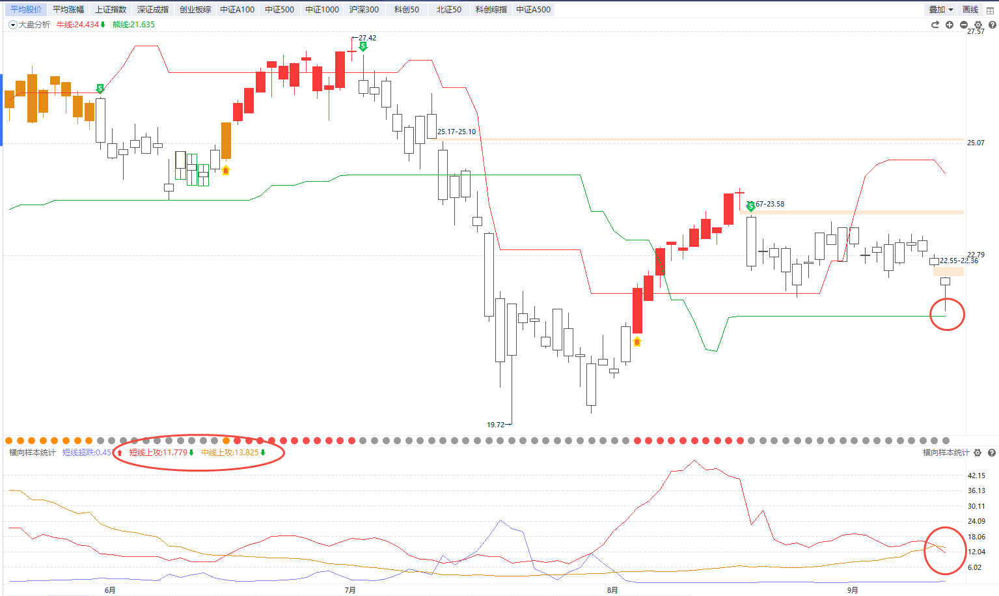 平均股价 平均涨幅 上证指数 深证成指 创业板综 中证A100 中证500 中证1000 沪深300 科创50 北证50 科创综指 中证A500 叠加 画线
大盘分析 牛线:24.434 熊线:21.635
27.57
27.42
S
S
25.17-25.10
25.07
B
S
23.58
22.79
22.55-22.36
B
19.72
横向样本统计 短线超跌:0.457 短线上攻:11.779 中线上攻:13.825 横向样本统计
42.15
36.13
30.11
24.09
18.06
12.04
6.02
6月 7月 8月 9月